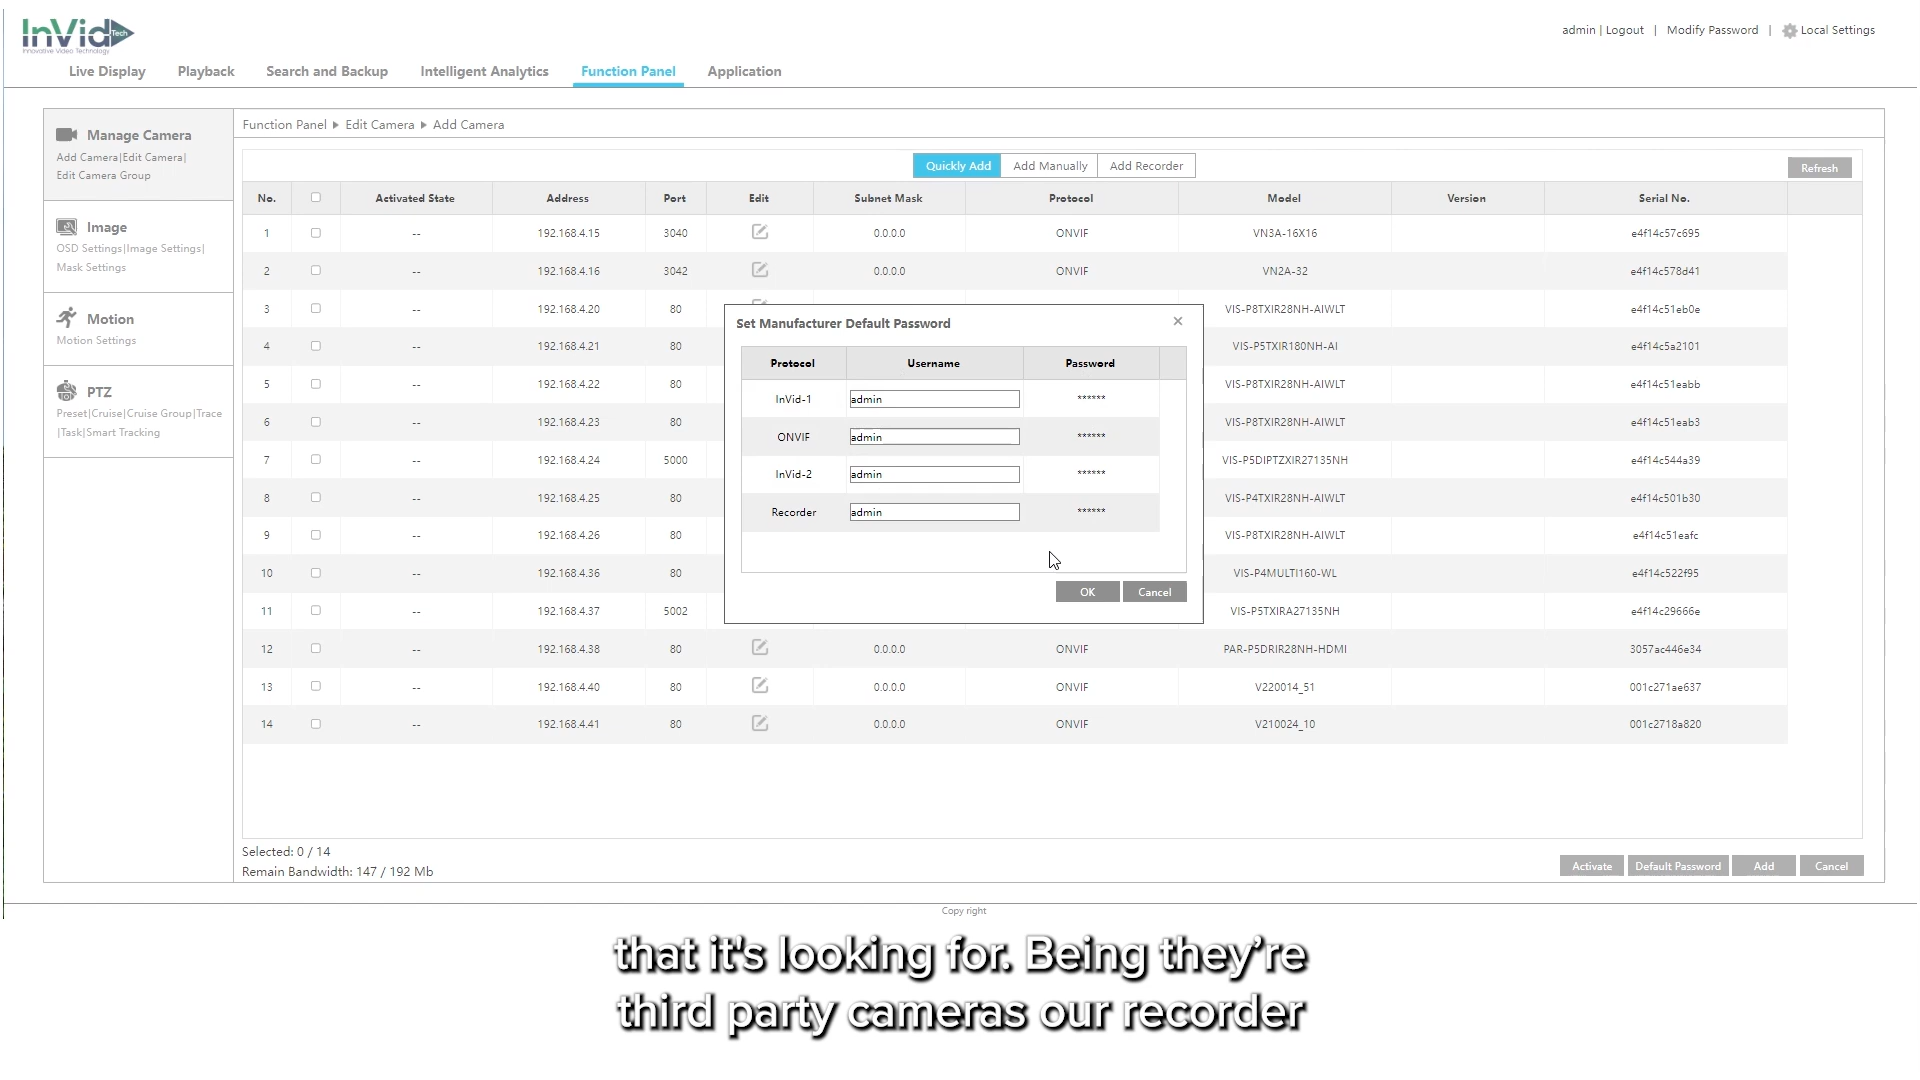 InVid Tech
Innovative Video Technology
admin | Logout | Modify Password | Local Settings
Live Display Playback Search and Backup Intelligent Analytics Function Panel Application
Manage Camera
Add Camera|Edit Camera|
Edit Camera Group
Image
OSD Settings|Image Settings|
Mask Settings
Motion
Motion Settings
PTZ
Preset|Cruise|Cruise Group|Trace
|Task|Smart Tracking
Function Panel Edit Camera Add Camera
Quickly Add Add Manually Add Recorder Refresh
No. Activated State Address Port Edit Subnet Mask Protocol Model Version Serial No.
1 -- 192.168.4.15 3040 0.0.0.0 ONVIF VN3A-16X16 e4f14c57c695
2 -- 192.168.4.16 3042 0.0.0.0 ONVIF VN2A-32 e4f14c578d41
3 -- 192.168.4.20 80 VIS-P8TXIR28NH-AIWLT e4f14c51eb0e
4 -- 192.168.4.21 80 VIS-P5TXIR180NH-AI e4f14c5a2101
5 -- 192.168.4.22 80 VIS-P8TXIR28NH-AIWLT e4f14c51eabb
6 -- 192.168.4.23 80 VIS-P8TXIR28NH-AIWLT e4f14c51eab3
7 -- 192.168.4.24 5000 VIS-P5DIPTZXIR27135NH e4f14c544a39
8 -- 192.168.4.25 80 VIS-P4TXIR28NH-AIWLT e4f14c501b30
9 -- 192.168.4.26 80 VIS-P8TXIR28NH-AIWLT e4f14c51eafc
10 -- 192.168.4.36 80 VIS-P4MULTI160-WL e4f14c522f95
11 -- 192.168.4.37 5002 VIS-P5TXIRA27135NH e4f14c29666e
12 -- 192.168.4.38 80 0.0.0.0 ONVIF PAR-P5DRIR28NH-HDMI 3057ac446e34
13 -- 192.168.4.40 80 0.0.0.0 ONVIF V220014_51 001c271ae637
14 -- 192.168.4.41 80 0.0.0.0 ONVIF V210024_10 001c2718a820
Set Manufacturer Default Password
Protocol Username Password
InVid-1 admin ******
ONVIF admin ******
InVid-2 admin ******
Recorder admin ******
OK Cancel
Selected: 0 / 14
Remain Bandwidth: 147 / 192 Mb
Activate Default Password Add Cancel
Copy right
that it's looking for. Being they're
third party cameras our recorder